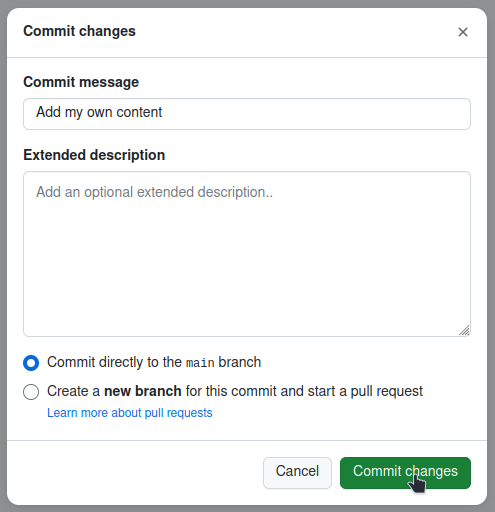 Commit changes
Commit message
Add my own content
Extended description
Add an optional extended description..
Commit directly to the main branch
Create a new branch for this commit and start a pull request
Learn more about pull requests
Cancel
Commit changes